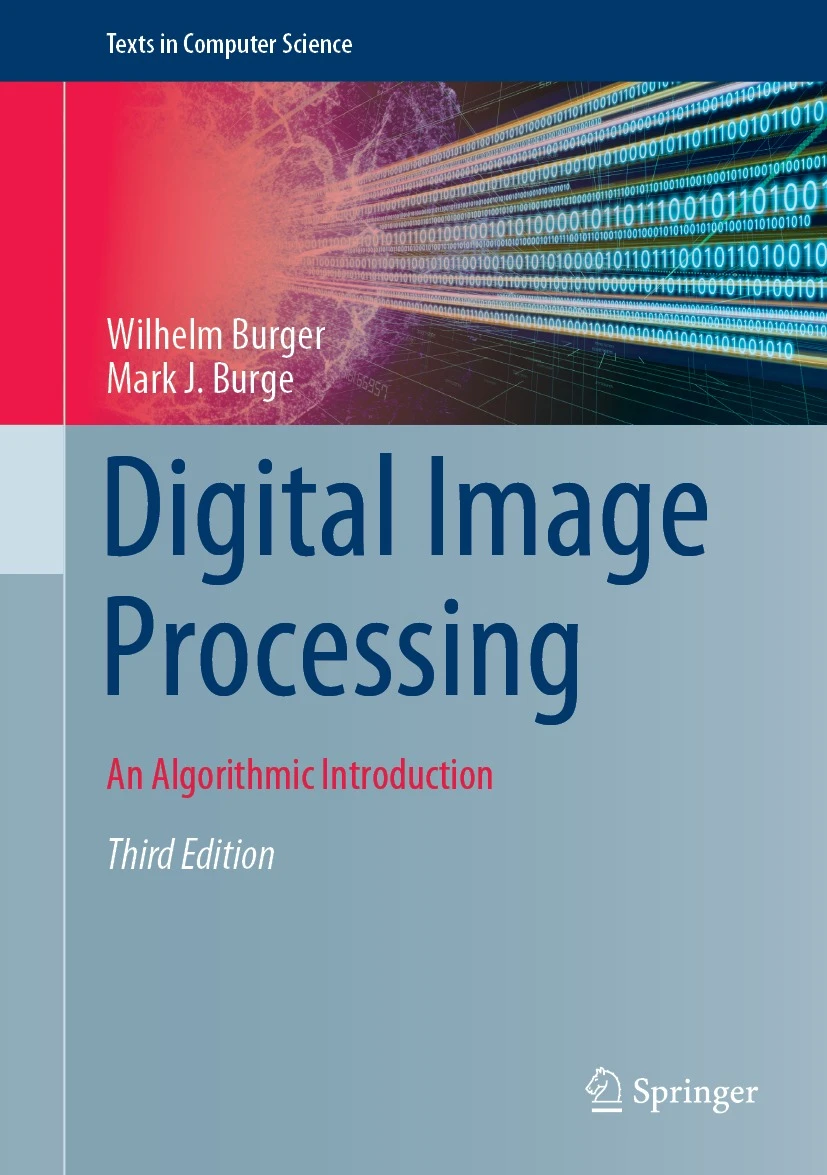 Texts in Computer Science
Wilhelm Burger
Mark J. Burge
Digital Image
Processing
An Algorithmic Introduction
Third Edition
Springer